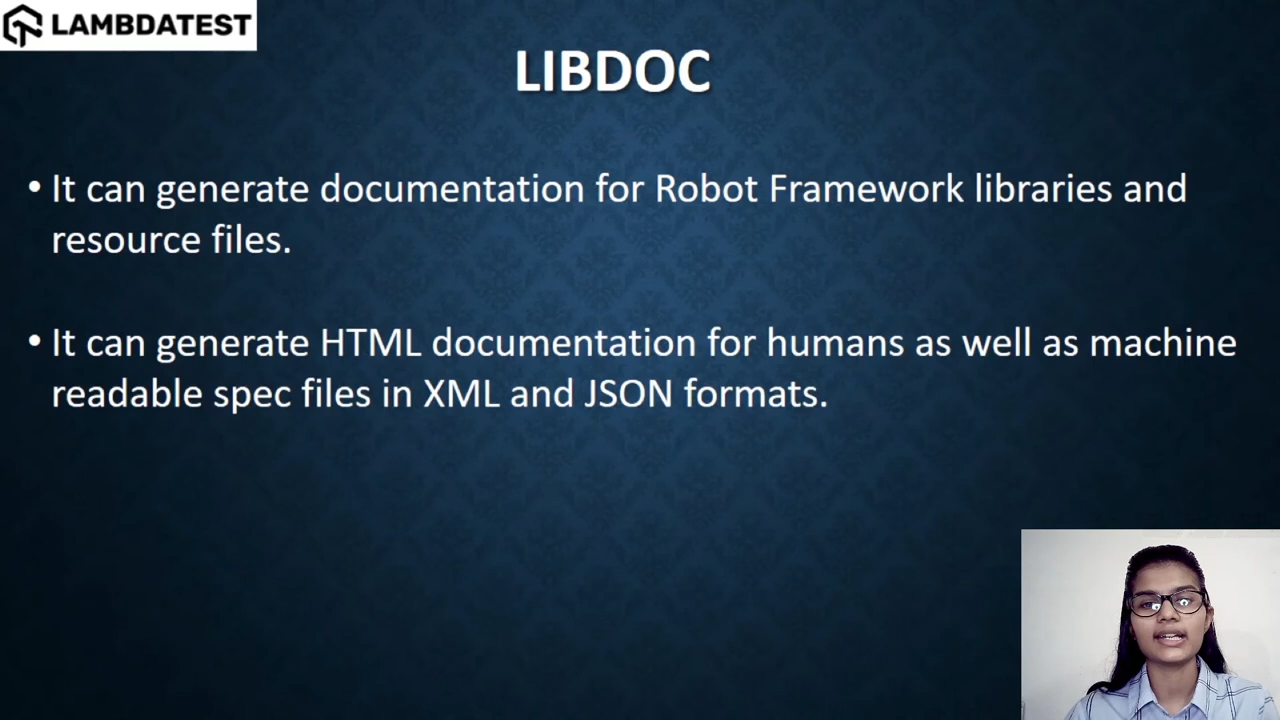 LAMBDATEST
LIBDOC
• It can generate documentation for Robot Framework libraries and
resource files.
• It can generate HTML documentation for humans as well as machine
readable spec files in XML and JSON formats.